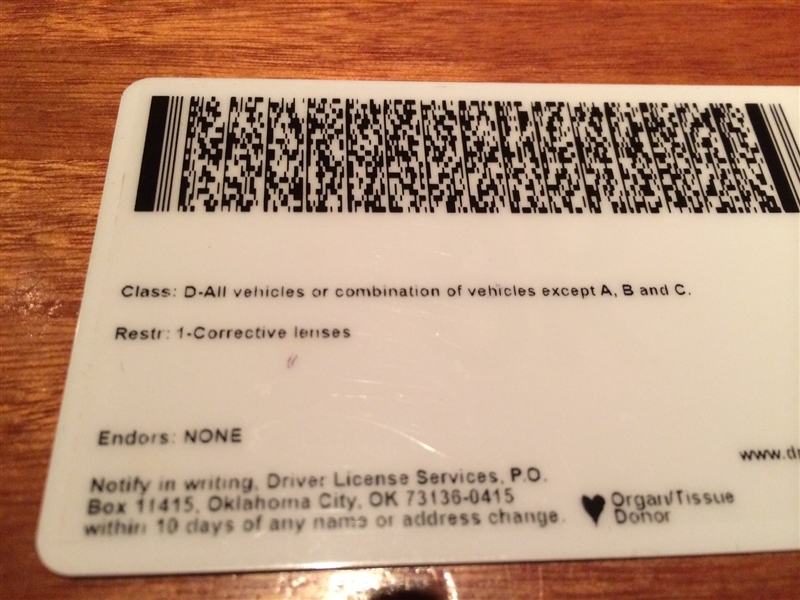 Class: D-All vehicles or combination of vehicles except A, B and C.
Restr: 1-Corrective lenses
Endors: NONE
www.dr
Notify in writing, Driver License Services, P.O.
Box 11415, Oklahoma City, OK 73136-0415
within 10 days of any name or address change.
Organ/Tissue
Donor